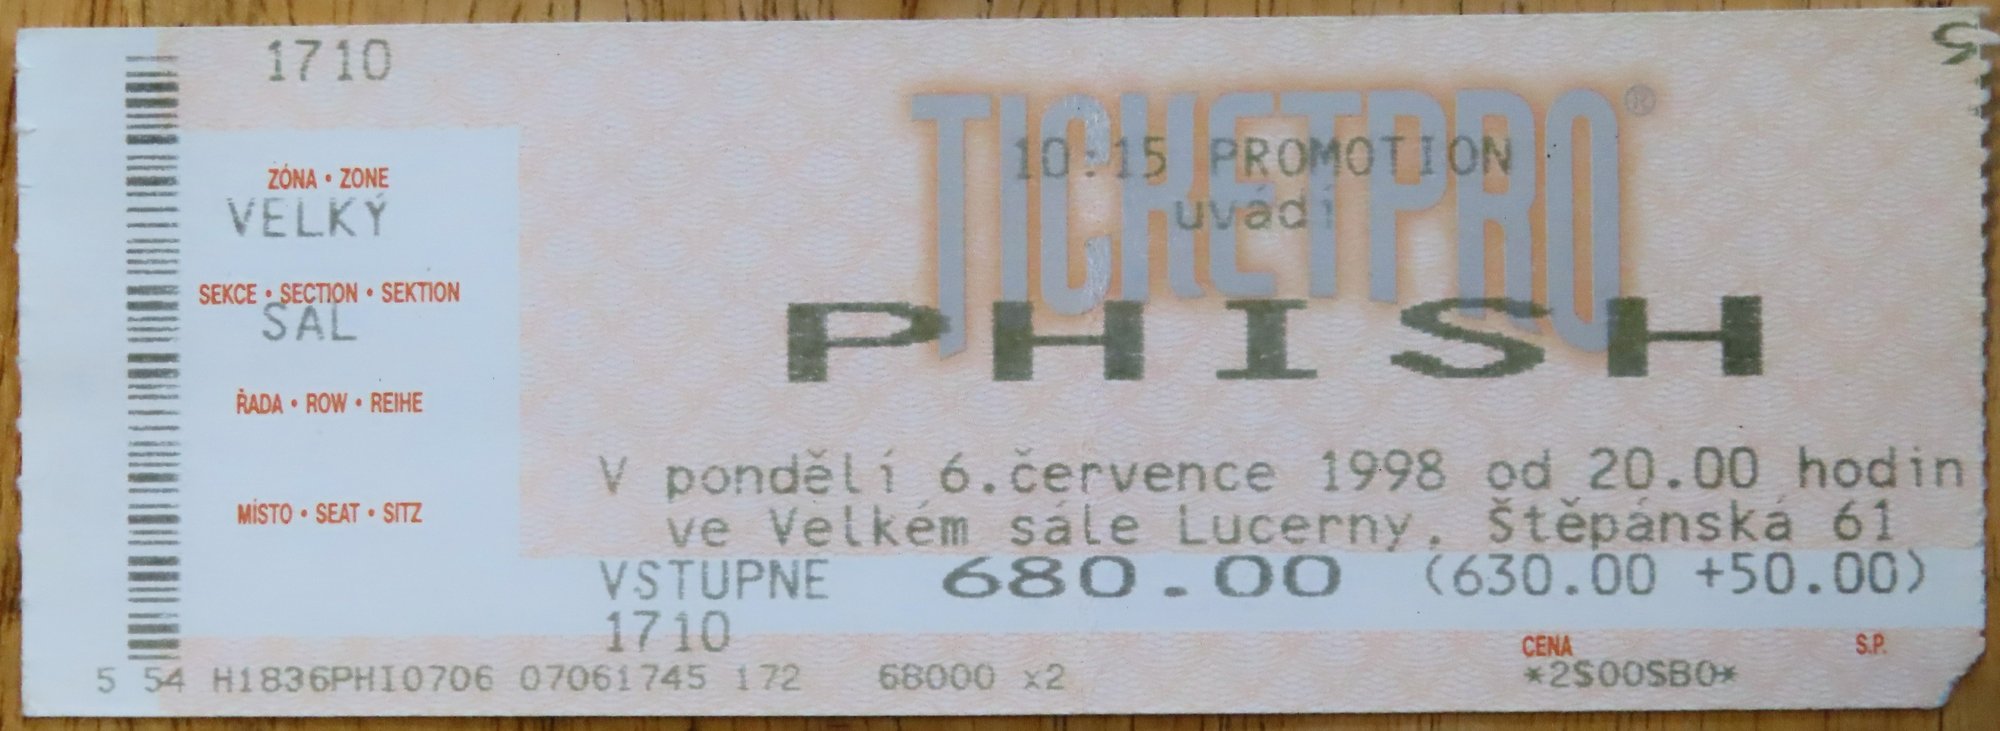 1710
ZÓNA • ZONE
VELKÝ
SEKCE • SECTION • SEKTION
SÁL
ŘADA • ROW • REIHE
MÍSTO • SEAT • SITZ
TICKETPRO®
10:15 PROMOTION
uvádí
PHISH
V pondělí 6.července 1998 od 20.00 hodin
ve Velkém sále Lucerny, Štěpánská 61
VSTUPNÉ 680.00 (630.00 +50.00)
1710
CENA S.P.
5 54 H1836PHI0706 07061745 172 68000 x2 *2S00SB0*